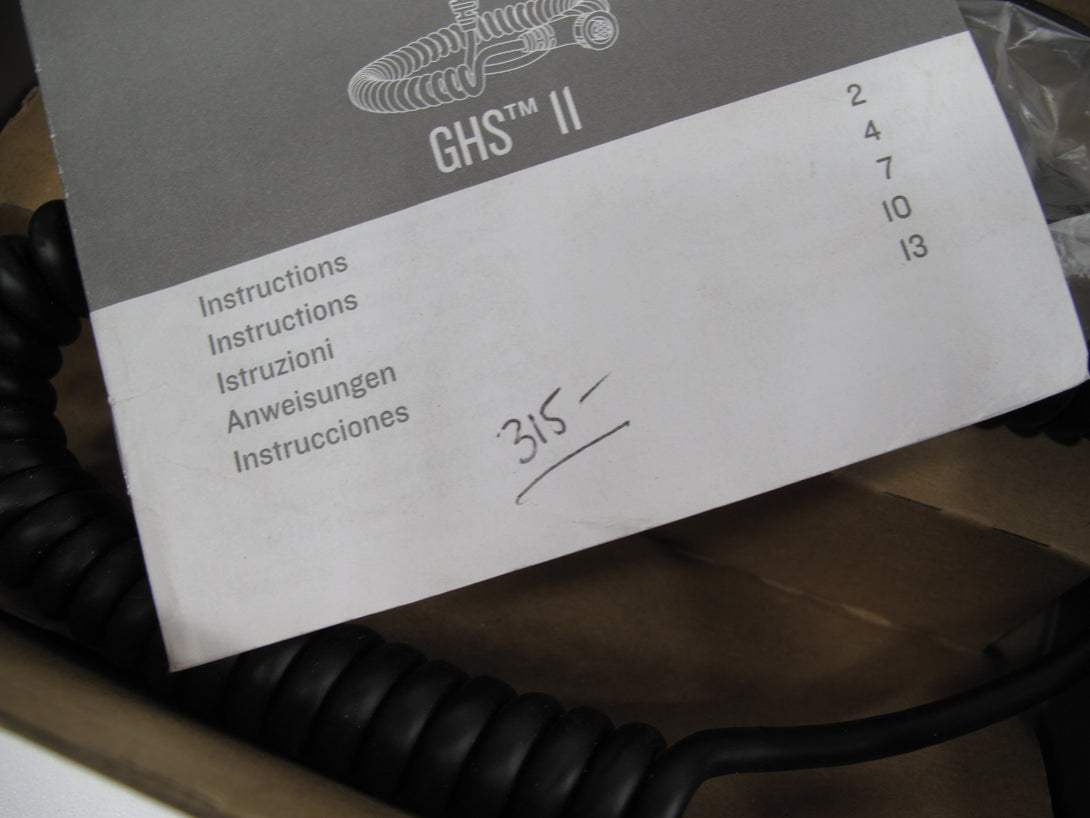 GHS™ II
Instructions 2
Instructions 4
Istruzioni 7
Anweisungen 10
Instrucciones 13
315-